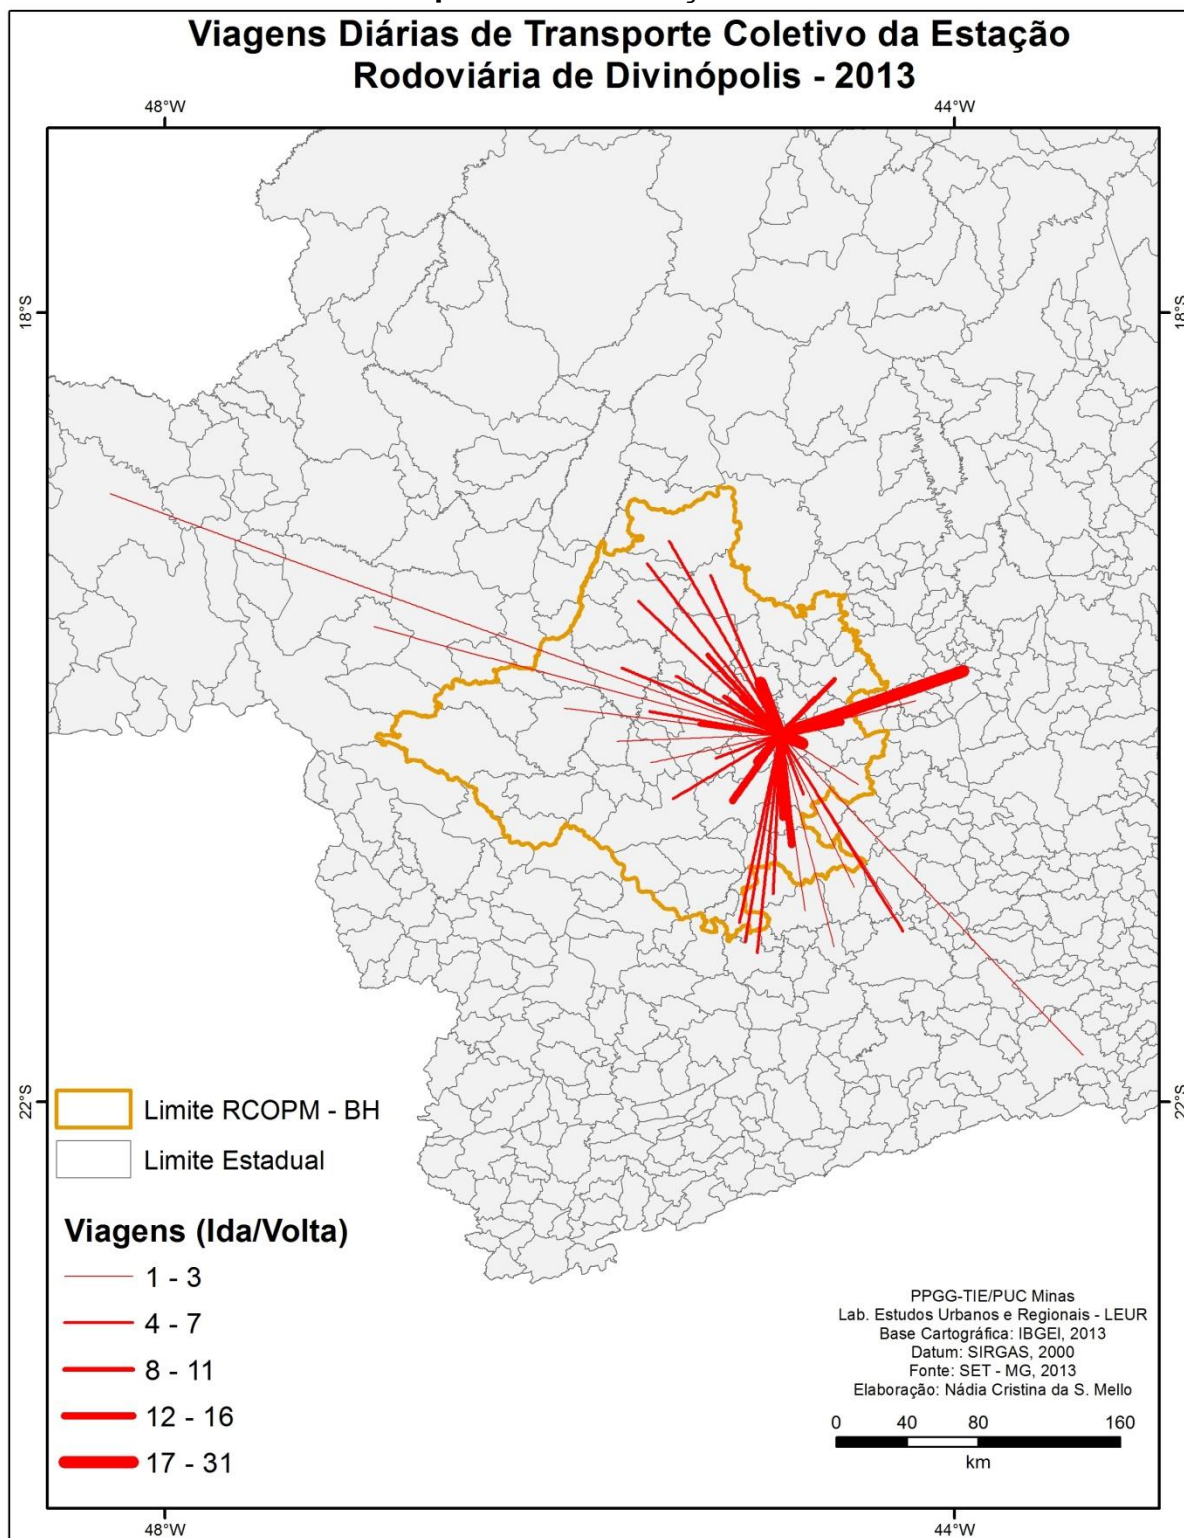 Viagens Diárias de Transporte Coletivo da Estação
Rodoviária de Divinópolis - 2013
48°W
44°W
18°S
18°S
22°S
22°S
Limite RCOPM - BH
Limite Estadual
Viagens (Ida/Volta)
1 - 3
4 - 7
8 - 11
12 - 16
17 - 31
PPGG-TIE/PUC Minas
Lab. Estudos Urbanos e Regionais - LEUR
Base Cartográfica: IBGEI, 2013
Datum: SIRGAS, 2000
Fonte: SET - MG, 2013
Elaboração: Nádia Cristina da S. Mello
0 40 80 160
km
48°W
44°W